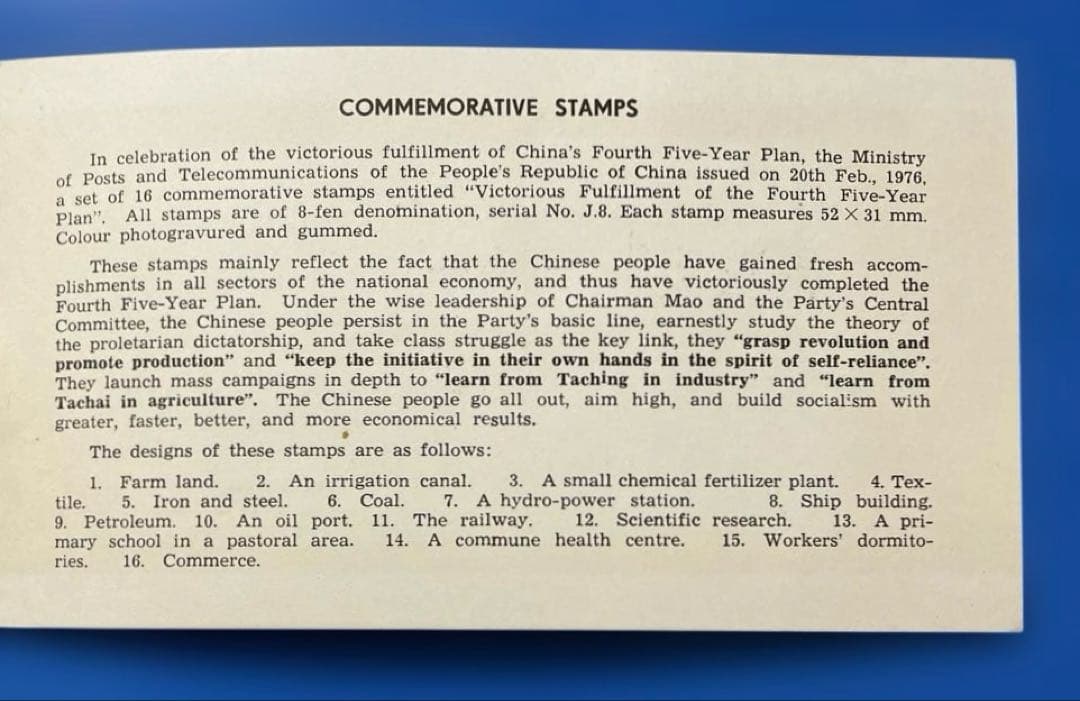 COMMEMORATIVE STAMPS
In celebration of the victorious fulfillment of China's Fourth Five-Year Plan, the Ministry
of Posts and Telecommunications of the People's Republic of China issued on 20th Feb., 1976,
a set of 16 commemorative stamps entitled "Victorious Fulfillment of the Fourth Five-Year
Plan". All stamps are of 8-fen denomination, serial No. J.8. Each stamp measures 52 × 31 mm.
Colour photogravured and gummed.
These stamps mainly reflect the fact that the Chinese people have gained fresh accom-
plishments in all sectors of the national economy, and thus have victoriously completed the
Fourth Five-Year Plan. Under the wise leadership of Chairman Mao and the Party's Central
Committee, the Chinese people persist in the Party's basic line, earnestly study the theory of
the proletarian dictatorship, and take class struggle as the key link, they "grasp revolution and
promote production" and "keep the initiative in their own hands in the spirit of self-reliance".
They launch mass campaigns in depth to "learn from Taching in industry" and "learn from
Tachai in agriculture". The Chinese people go all out, aim high, and build socialism with
greater, faster, better, and more economical results.
The designs of these stamps are as follows:
1. Farm land. 2. An irrigation canal. 3. A small chemical fertilizer plant. 4. Tex-
tile. 5. Iron and steel. 6. Coal. 7. A hydro-power station. 8. Ship building.
9. Petroleum. 10. An oil port. 11. The railway. 12. Scientific research. 13. A pri-
mary school in a pastoral area. 14. A commune health centre. 15. Workers' dormito-
ries. 16. Commerce.